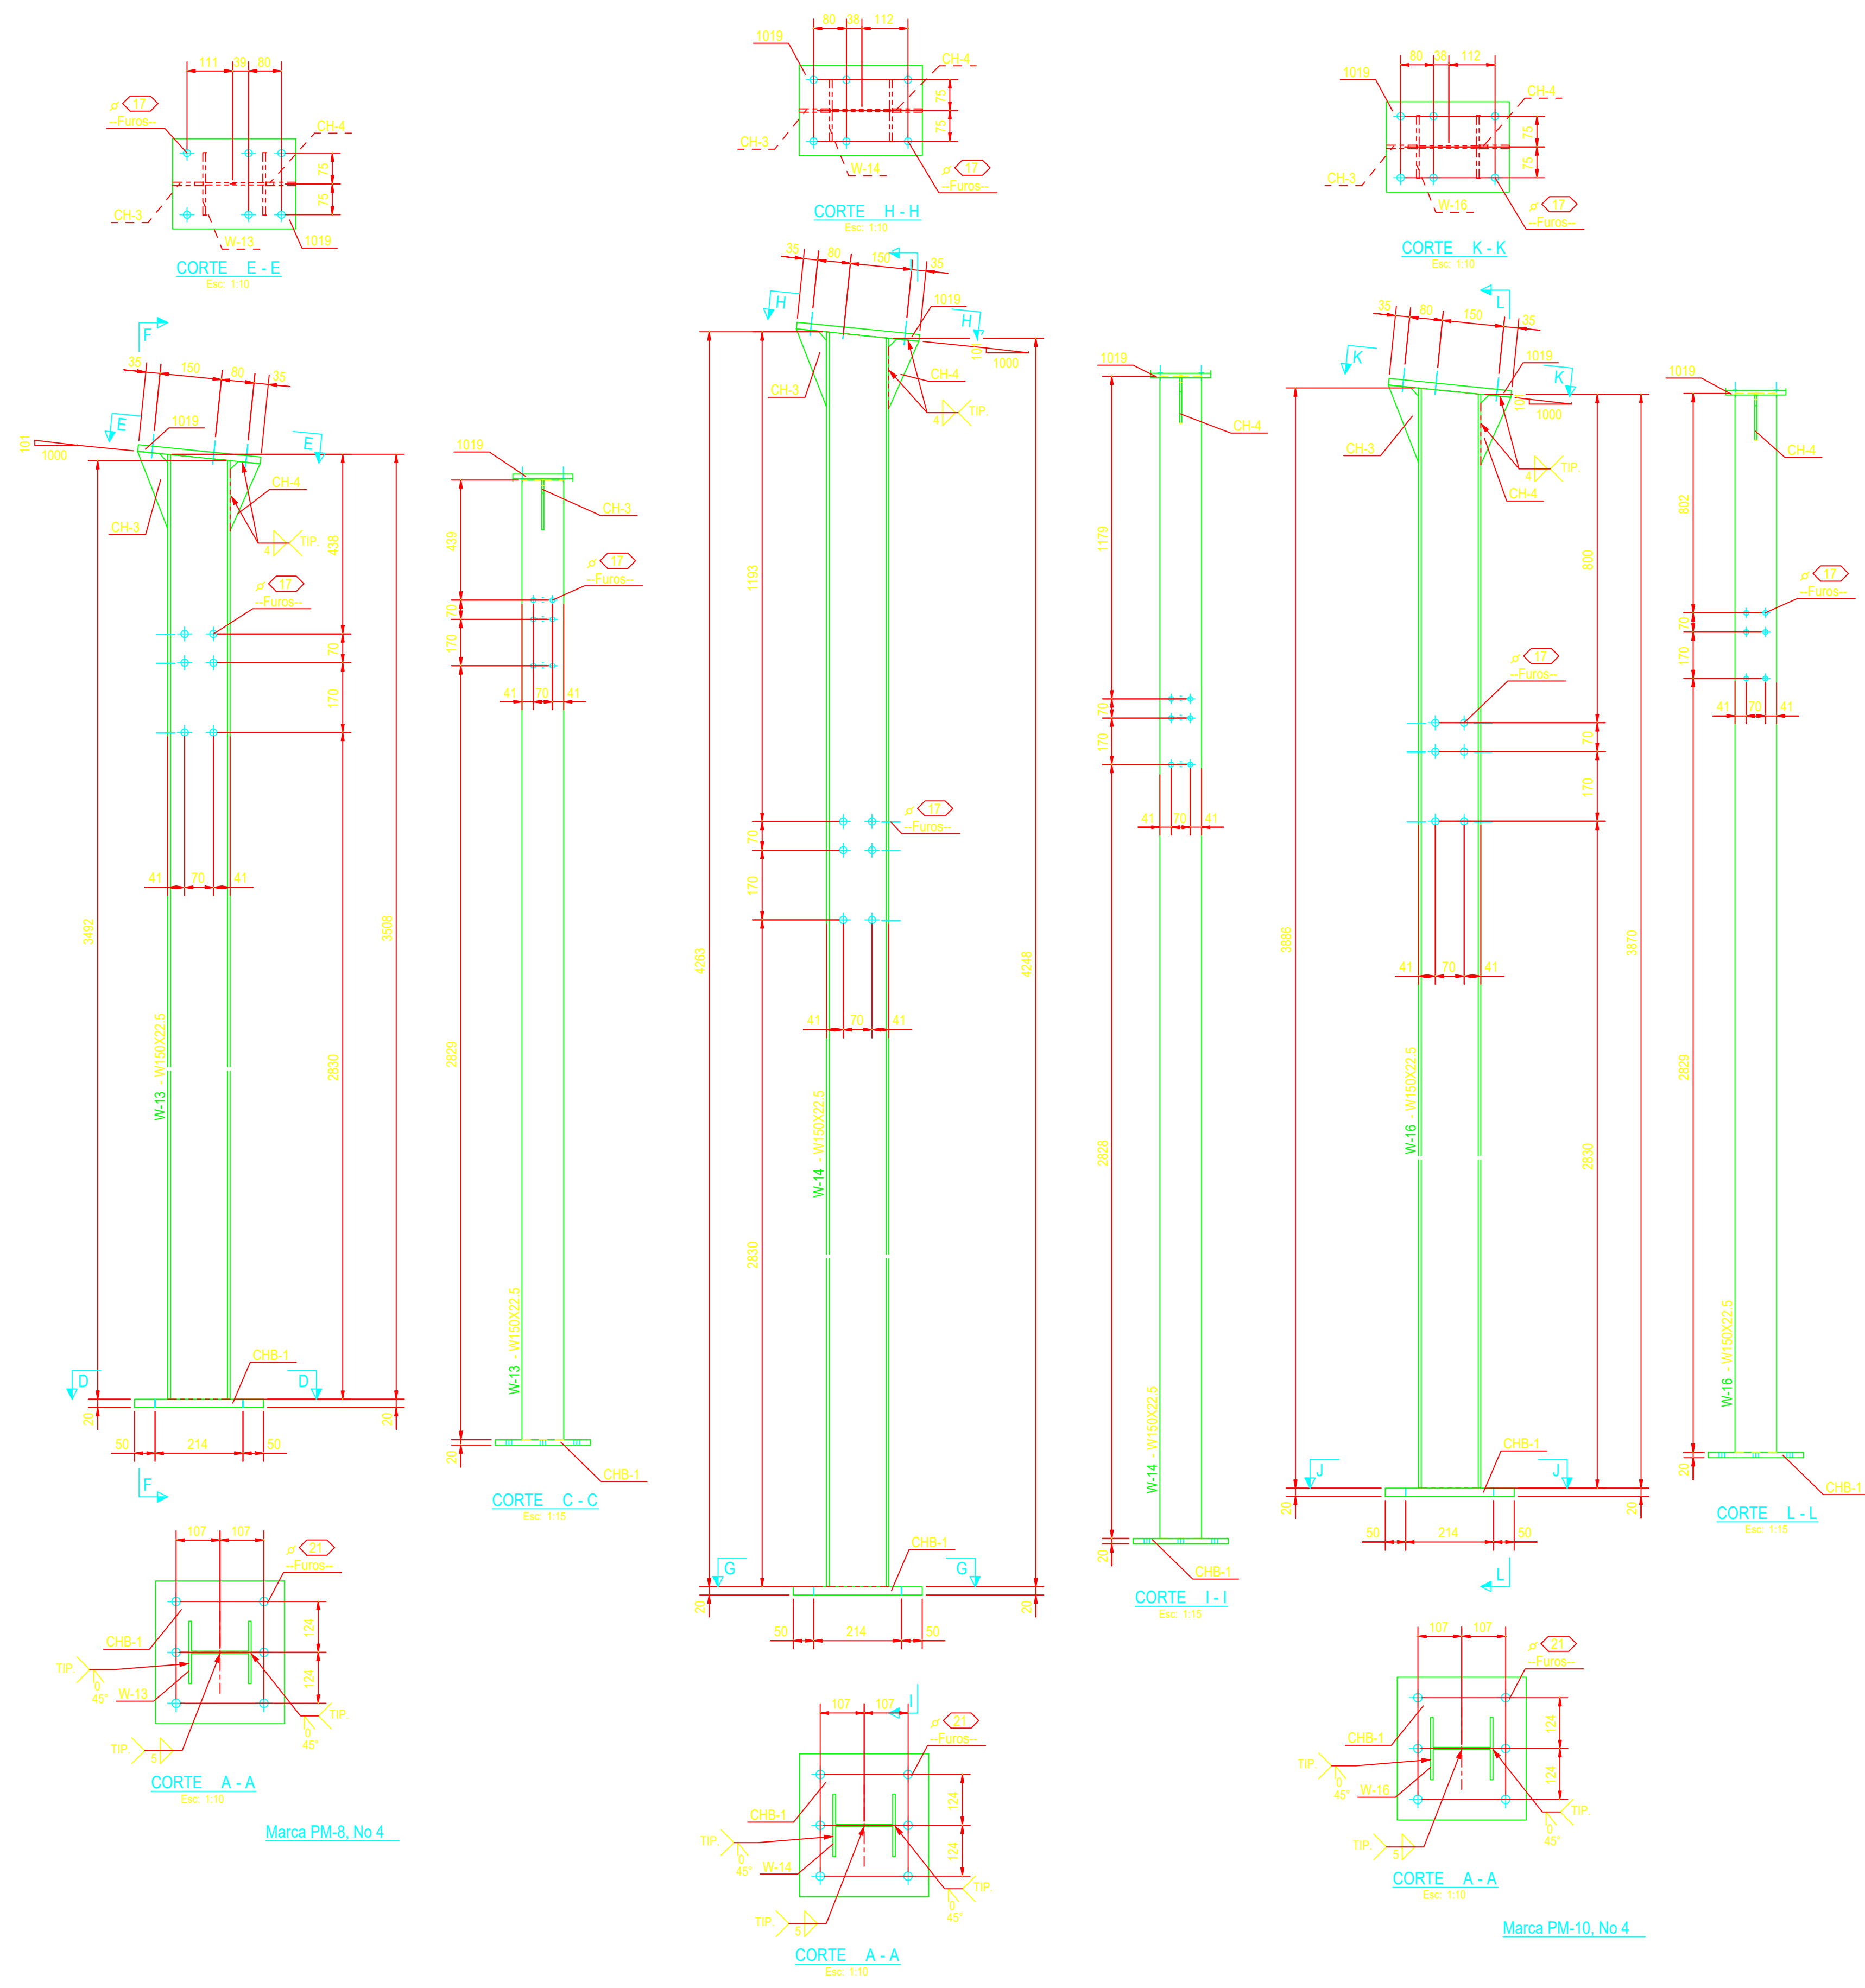 111
39
80
ø 17
--Furos--
CH-4
75
75
CH-3
W-13
1019
CORTE E - E
Esc: 1:10
80
38
112
1019
CH-4
75
75
CH-3
W-14
ø 17
--Furos--
CORTE H - H
Esc: 1:10
80
38
112
1019
CH-4
75
75
CH-3
W-16
ø 17
--Furos--
CORTE K - K
Esc: 1:10
F
35
150
80
35
E
1019
E
101
1000
CH-4
CH-3
4
TIP.
438
ø 17
--Furos--
70
170
41
70
41
3492
3508
2830
W-13 - W150X22.5
CHB-1
D
D
20
20
50
214
50
F
1019
CH-3
439
ø 17
--Furos--
70
170
41
70
41
2829
W-13 - W150X22.5
20
CHB-1
CORTE C - C
Esc: 1:15
35
80
150
35
H
1019
H
1000
CH-3
CH-4
4
TIP.
1193
ø 17
--Furos--
70
170
4263
4248
41
70
41
W-14 - W150X22.5
2830
CHB-1
G
G
20
20
50
214
50
1019
CH-4
1179
70
170
41
70
41
2828
W-14 - W150X22.5
20
CHB-1
CORTE I - I
Esc: 1:15
L
35
80
150
35
K
1019
K
1000
CH-3
CH-4
4
TIP.
800
ø 17
--Furos--
70
170
3886
3870
41
70
41
W-16 - W150X22.5
2830
CHB-1
J
J
20
20
50
214
50
L
1019
CH-4
802
ø 17
--Furos--
70
170
41
70
41
2829
W-16 - W150X22.5
20
CHB-1
CORTE L - L
Esc: 1:15
107
107
ø 21
--Furos--
124
124
CHB-1
TIP.
0
45°
W-13
TIP.
0
45°
TIP.
5
CORTE A - A
Esc: 1:10
Marca PM-8, No 4
107
107
I
ø 21
--Furos--
124
124
CHB-1
TIP.
0
45°
W-14
TIP.
0
45°
TIP.
5
CORTE A - A
Esc: 1:10
107
107
ø 21
--Furos--
124
124
CHB-1
TIP.
0
45°
W-16
TIP.
0
45°
TIP.
5
CORTE A - A
Esc: 1:10
Marca PM-10, No 4